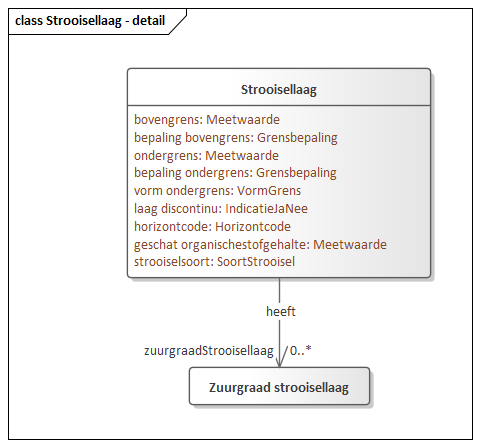 class Strooisellaag - detail
Strooisellaag
bovengrens: Meetwaarde
bepaling bovengrens: Grensbepaling
ondergrens: Meetwaarde
bepaling ondergrens: Grensbepaling
vorm ondergrens: VormGrens
laag discontinu: IndicatieJaNee
horizontcode: Horizontcode
geschat organischestofgehalte: Meetwaarde
strooiselsoort: SoortStrooisel
heeft
zuurgraadStrooisellaag /0..*
Zuurgraad strooisellaag